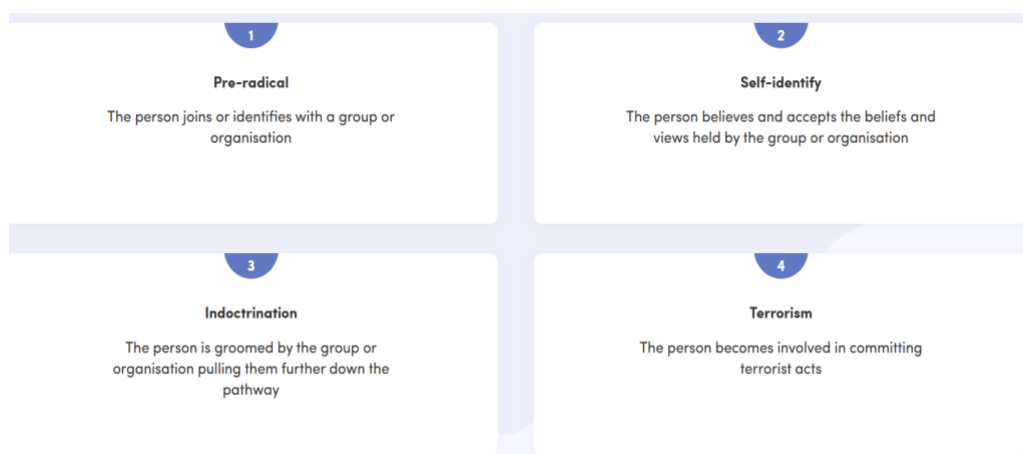 1
Pre-radical
The person joins or identifies with a group or
organisation
2
Self-identify
The person believes and accepts the beliefs and
views held by the group or organisation
3
Indoctrination
The person is groomed by the group or
organisation pulling them further down the
pathway
4
Terrorism
The person becomes involved in committing
terrorist acts